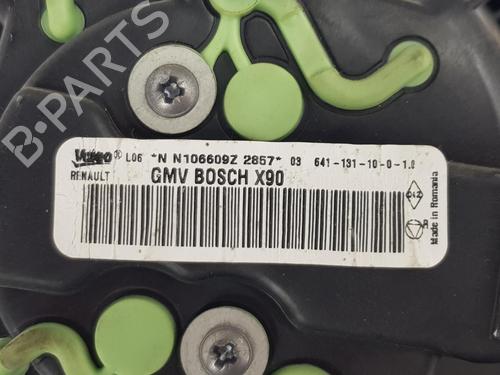 Valeo® L06 *N N106609Z 2857* 03 641-131-10-0-1.0
RENAULT GMV BOSCH X90
Made in Romania
B-PARTS